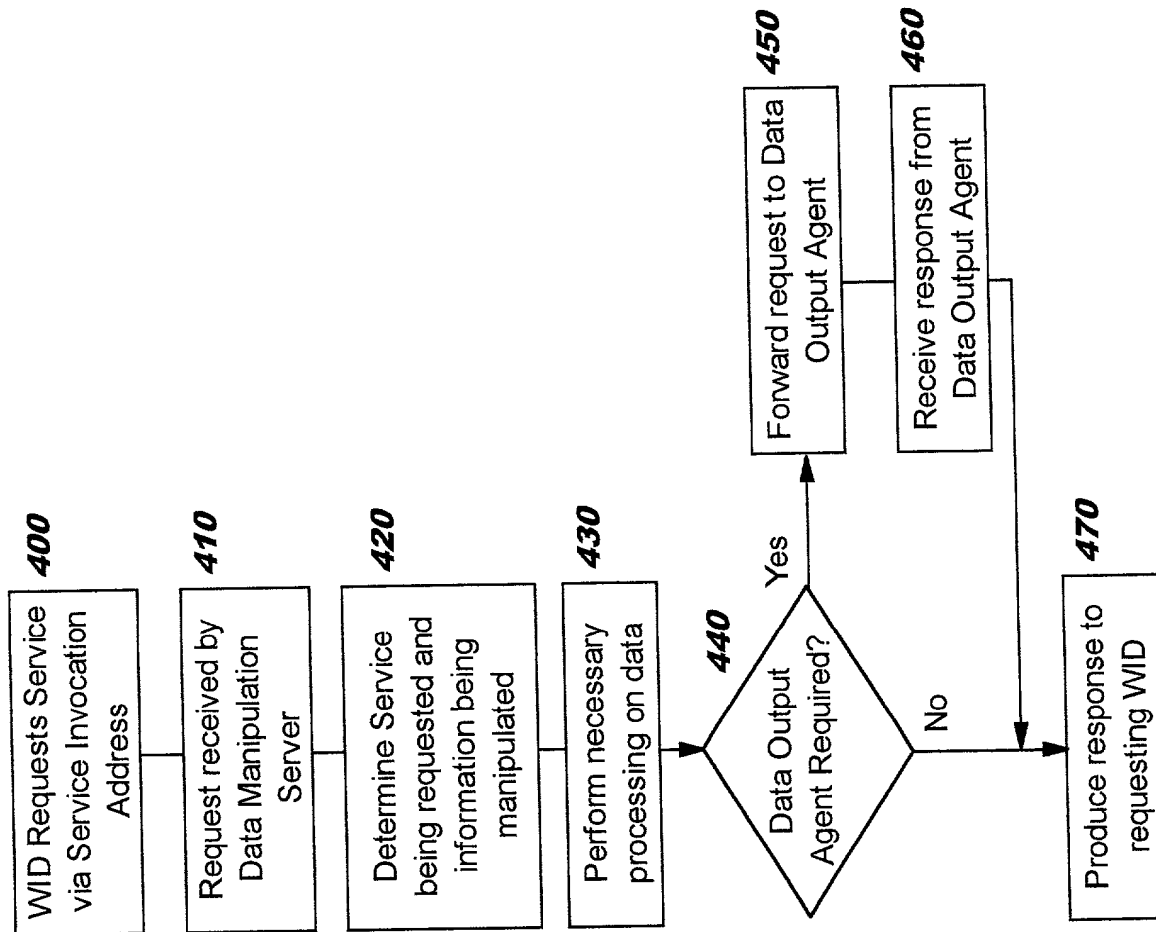 400
WID Requests Service
via Service Invocation
Address
410
Request received by
Data Manipulation
Server
420
Determine Service
being requested and
information being
manipulated
430
Perform necessary
processing on data
440
Data Output
Agent Required?
Yes
No
450
Forward request to Data
Output Agent
460
Receive response from
Data Output Agent
470
Produce response to
requesting WID